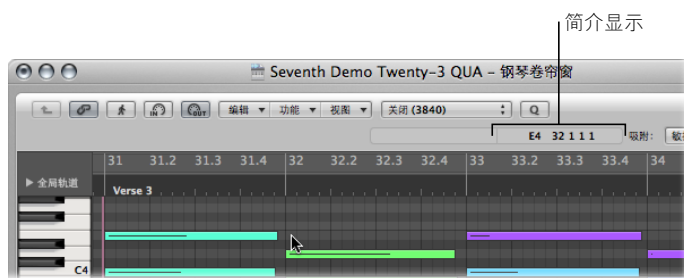 简介显示
Seventh Demo Twenty-3 QUA - 钢琴卷帘窗
IN OUT 编辑 功能 视图 关闭 (3840) Q
E4 32 1 1 1 吸附:
31 31.2 31.3 31.4 32 32.2 32.3 32.4 33 33.2 33.3 33.4 34
全局轨道
Verse 3
C4